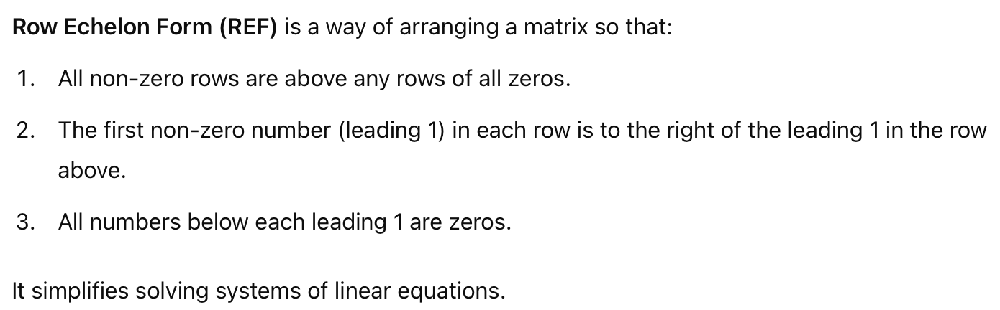 Row Echelon Form (REF) is a way of arranging a matrix so that:
1. All non-zero rows are above any rows of all zeros.
2. The first non-zero number (leading 1) in each row is to the right of the leading 1 in the row
above.
3. All numbers below each leading 1 are zeros.
It simplifies solving systems of linear equations.